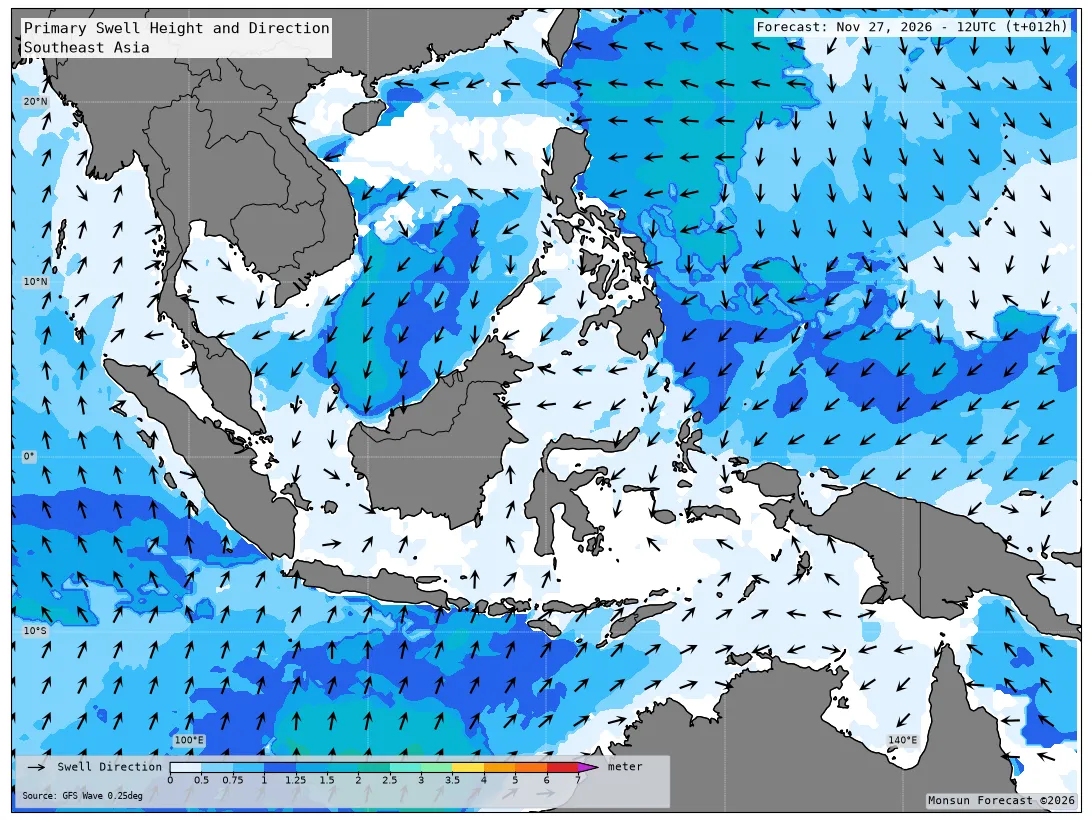 Primary Swell Height and Direction
Southeast Asia
Forecast: Nov 27, 2026 - 12UTC (t+012h)
20°N
10°N
0°
10°S
100°E
140°E
Swell Direction
0 0.5 0.75 1 1.25 1.5 2 2.5 3 3.5 4 5 6 7
meter
Source: GFS Wave 0.25deg
Monsun Forecast ©2026